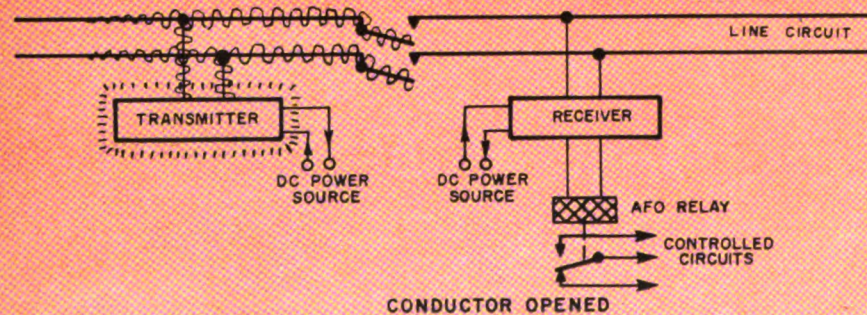 LINE CIRCUIT
TRANSMITTER
RECEIVER
DC POWER
SOURCE
DC POWER
SOURCE
AFO RELAY
CONTROLLED
CIRCUITS
CONDUCTOR OPENED